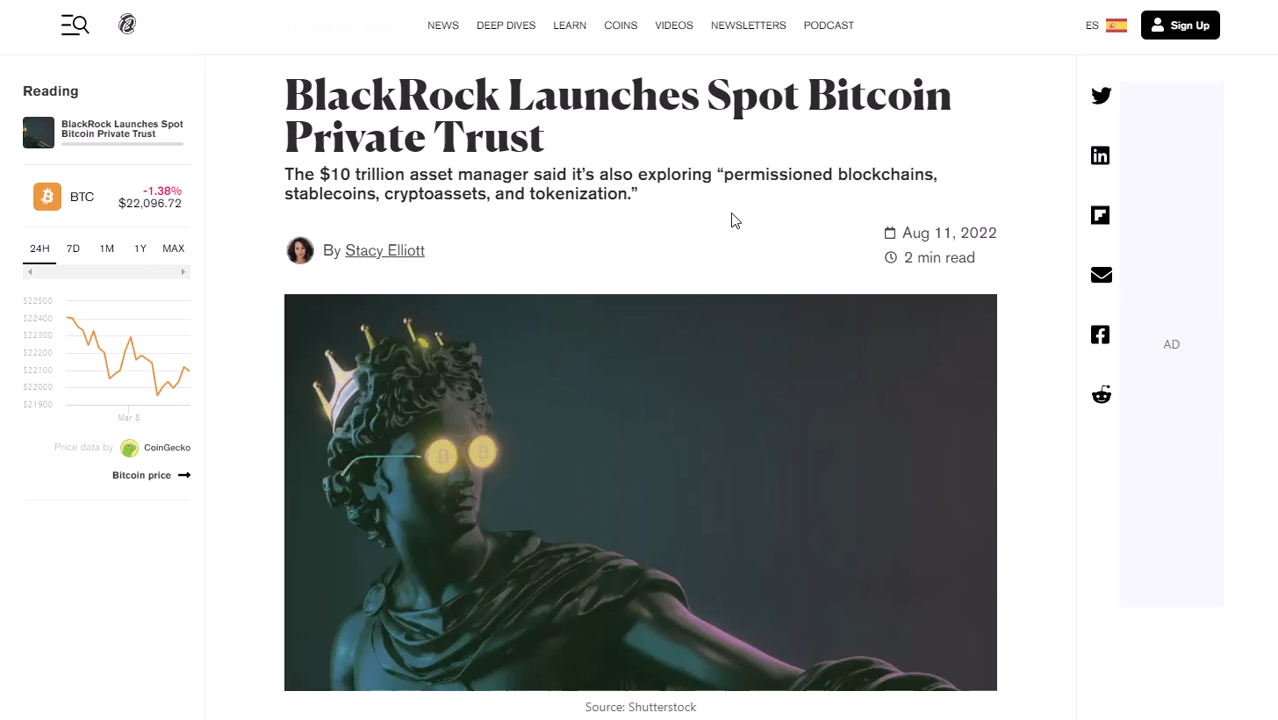 NEWS DEEP DIVES LEARN COINS VIDEOS NEWSLETTERS PODCAST ES Sign Up
Reading
BlackRock Launches Spot
Bitcoin Private Trust
BTC -1.38%
$22,096.72
24H 7D 1M 1Y MAX
$22500
$22400
$22300
$22200
$22100
$22000
$21900
Mar 5
Price data by CoinGecko
Bitcoin price
BlackRock Launches Spot Bitcoin
Private Trust
The $10 trillion asset manager said it’s also exploring “permissioned blockchains,
stablecoins, cryptoassets, and tokenization.”
By Stacy Elliott
Aug 11, 2022
2 min read
Source: Shutterstock
AD